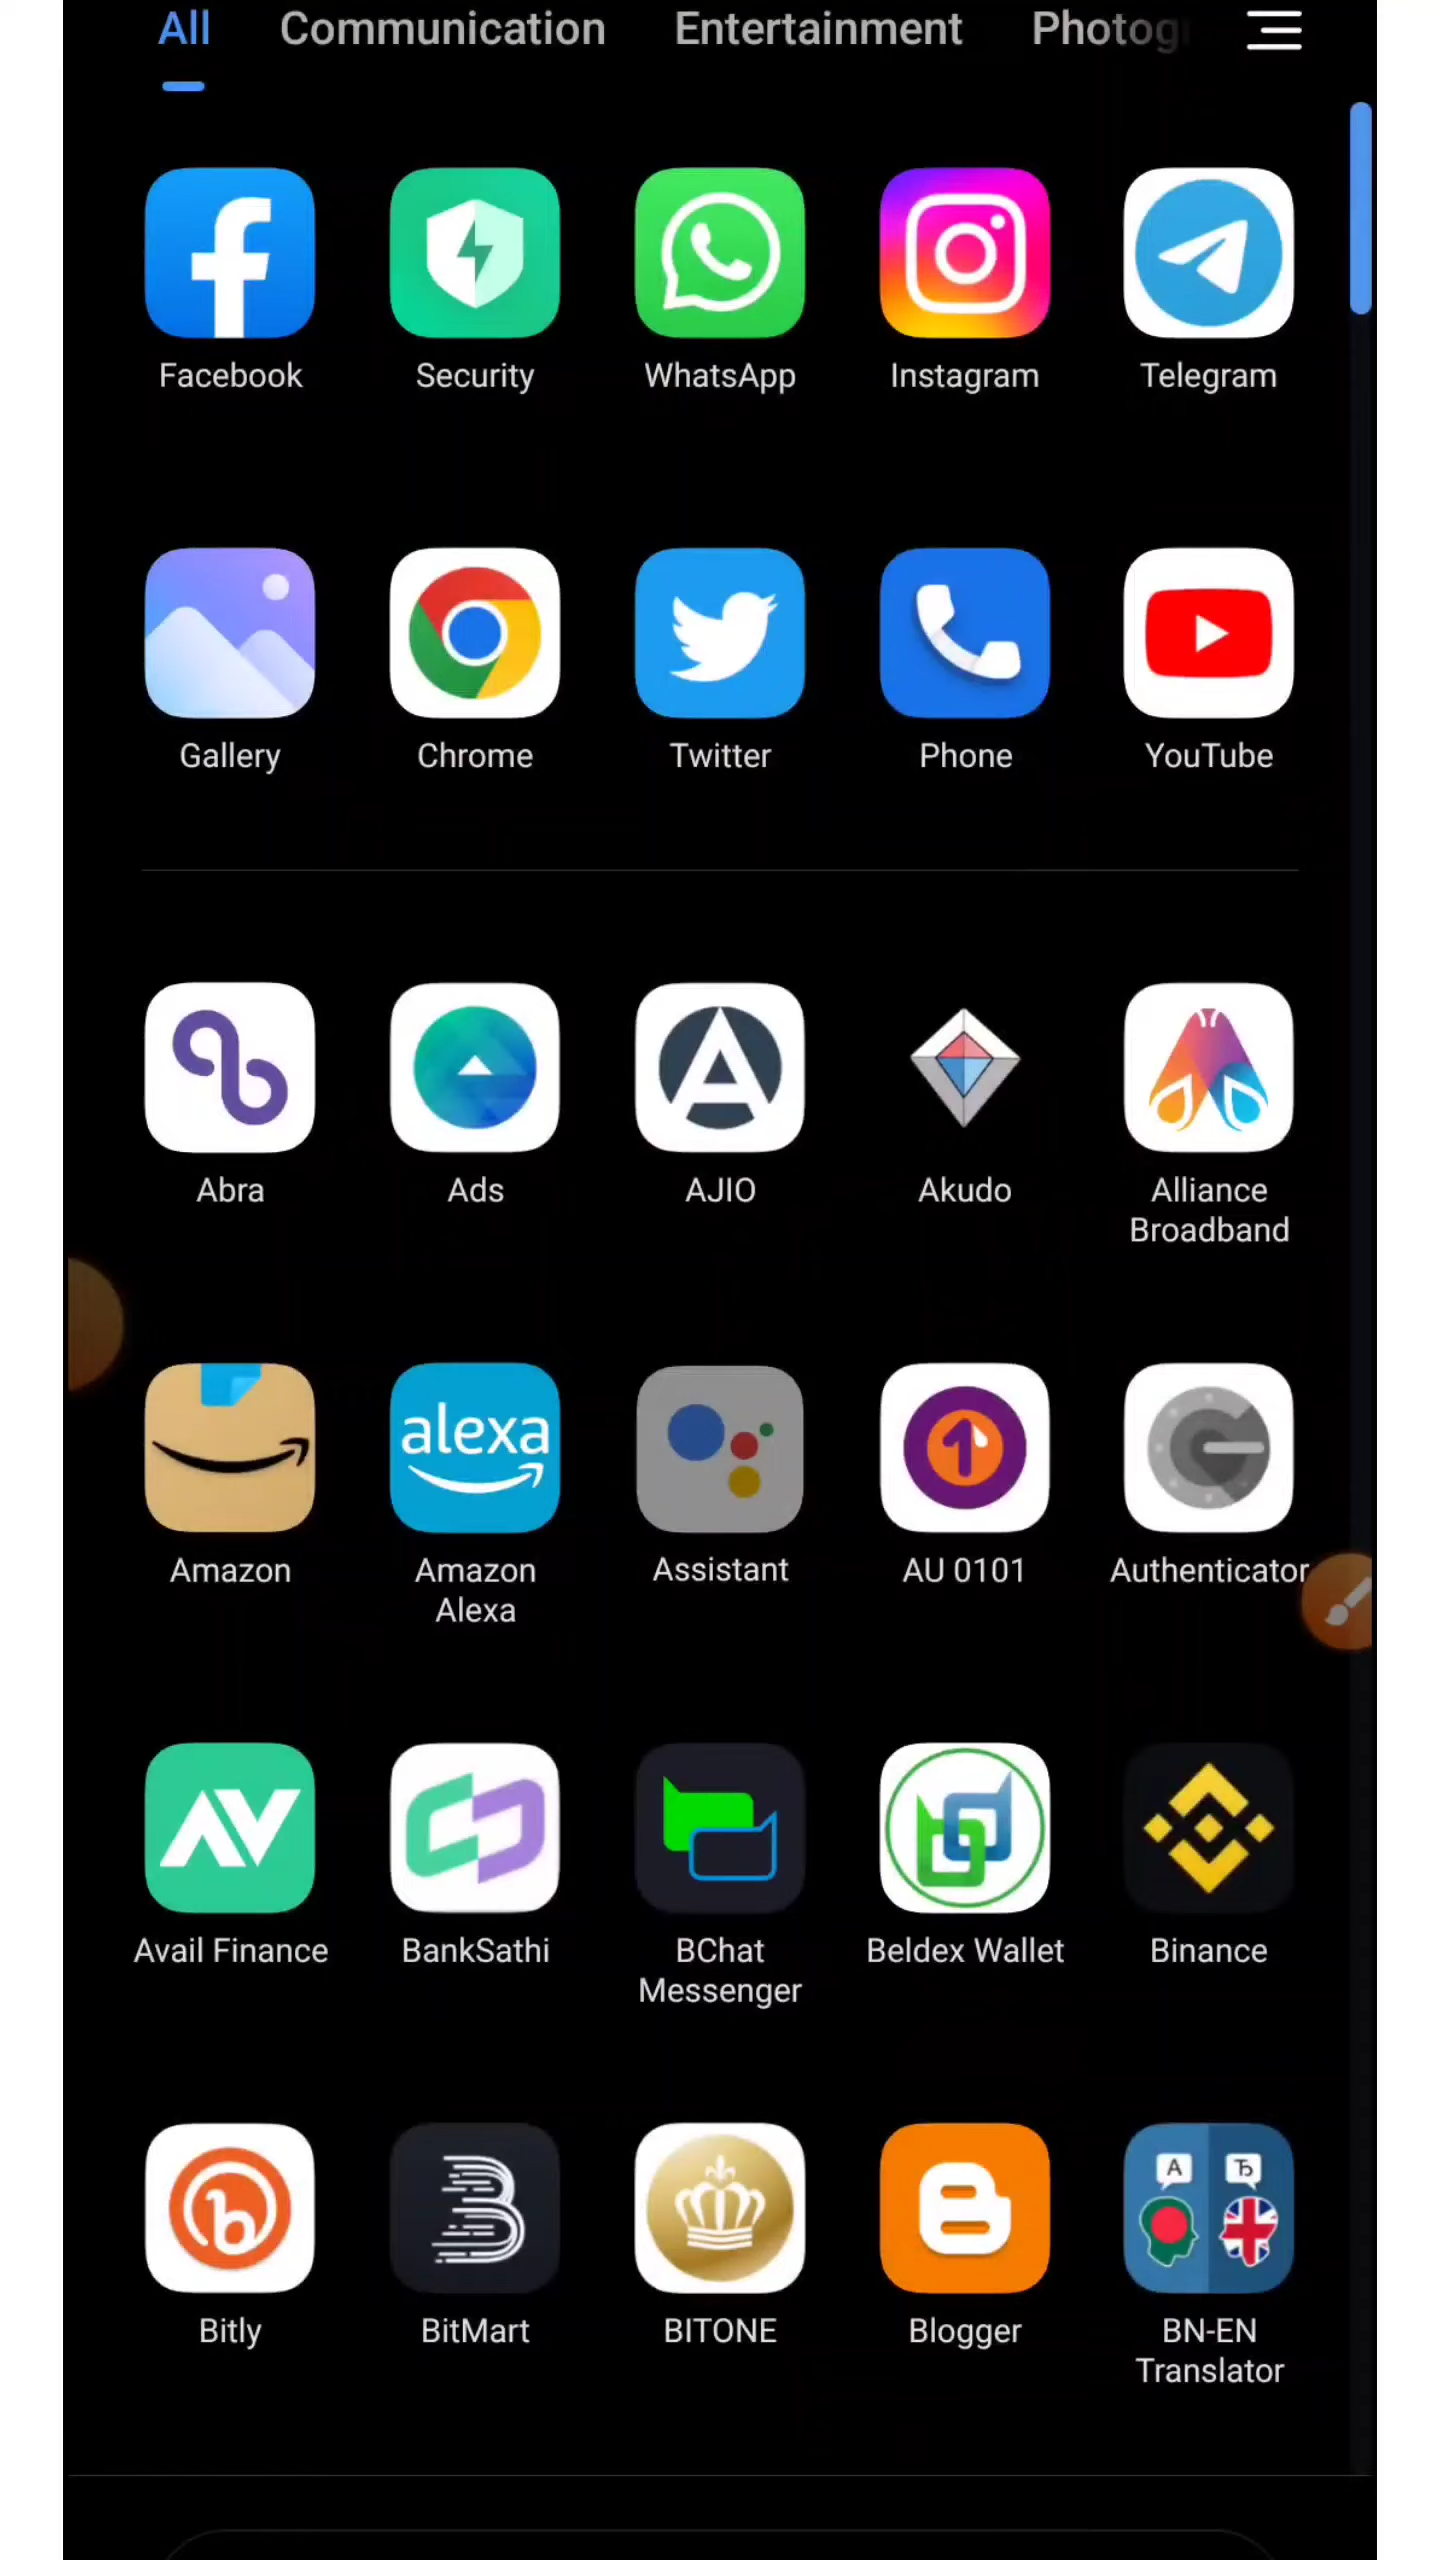 All Communication Entertainment Photog
Facebook Security WhatsApp Instagram Telegram
Gallery Chrome Twitter Phone YouTube
Abra Ads AJIO Akudo Alliance
Broadband
alexa
Amazon Amazon Assistant AU 0101 Authenticator
Alexa
Avail Finance BankSathi BChat Beldex Wallet Binance
Messenger
A Ђ
Bitly BitMart BITONE Blogger BN-EN
Translator